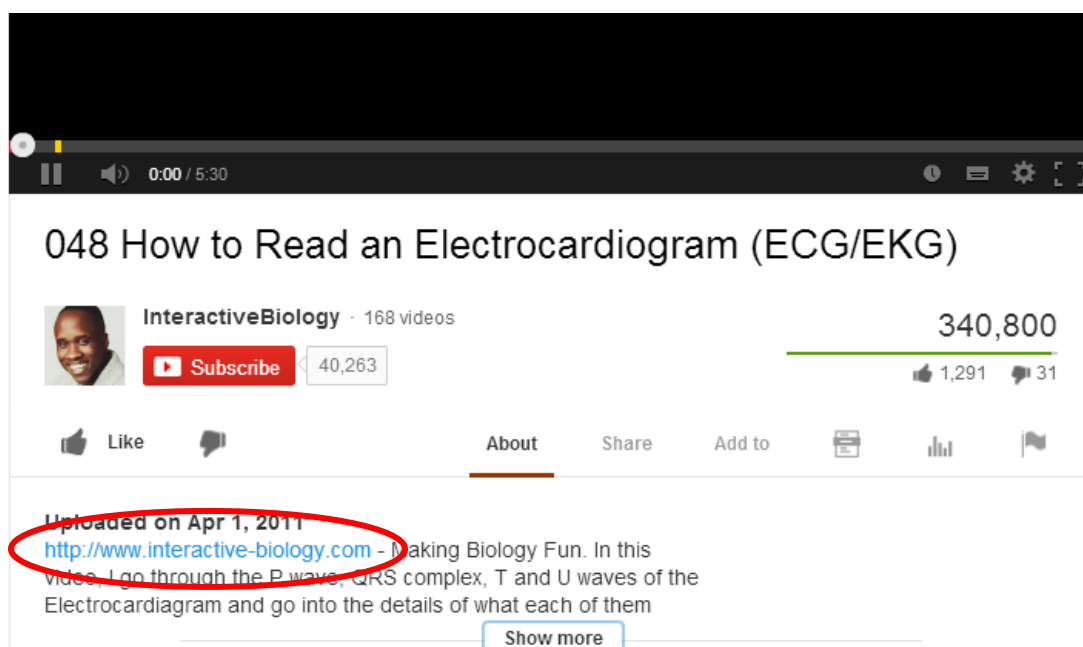 0:00 / 5:30
048 How to Read an Electrocardiogram (ECG/EKG)
InteractiveBiology · 168 videos
340,800
Subscribe 40,263
1,291 31
Like About Share Add to
Uploaded on Apr 1, 2011
http://www.interactive-biology.com - Making Biology Fun. In this
video, I go through the P wave, QRS complex, T and U waves of the
Electrocardiagram and go into the details of what each of them
Show more